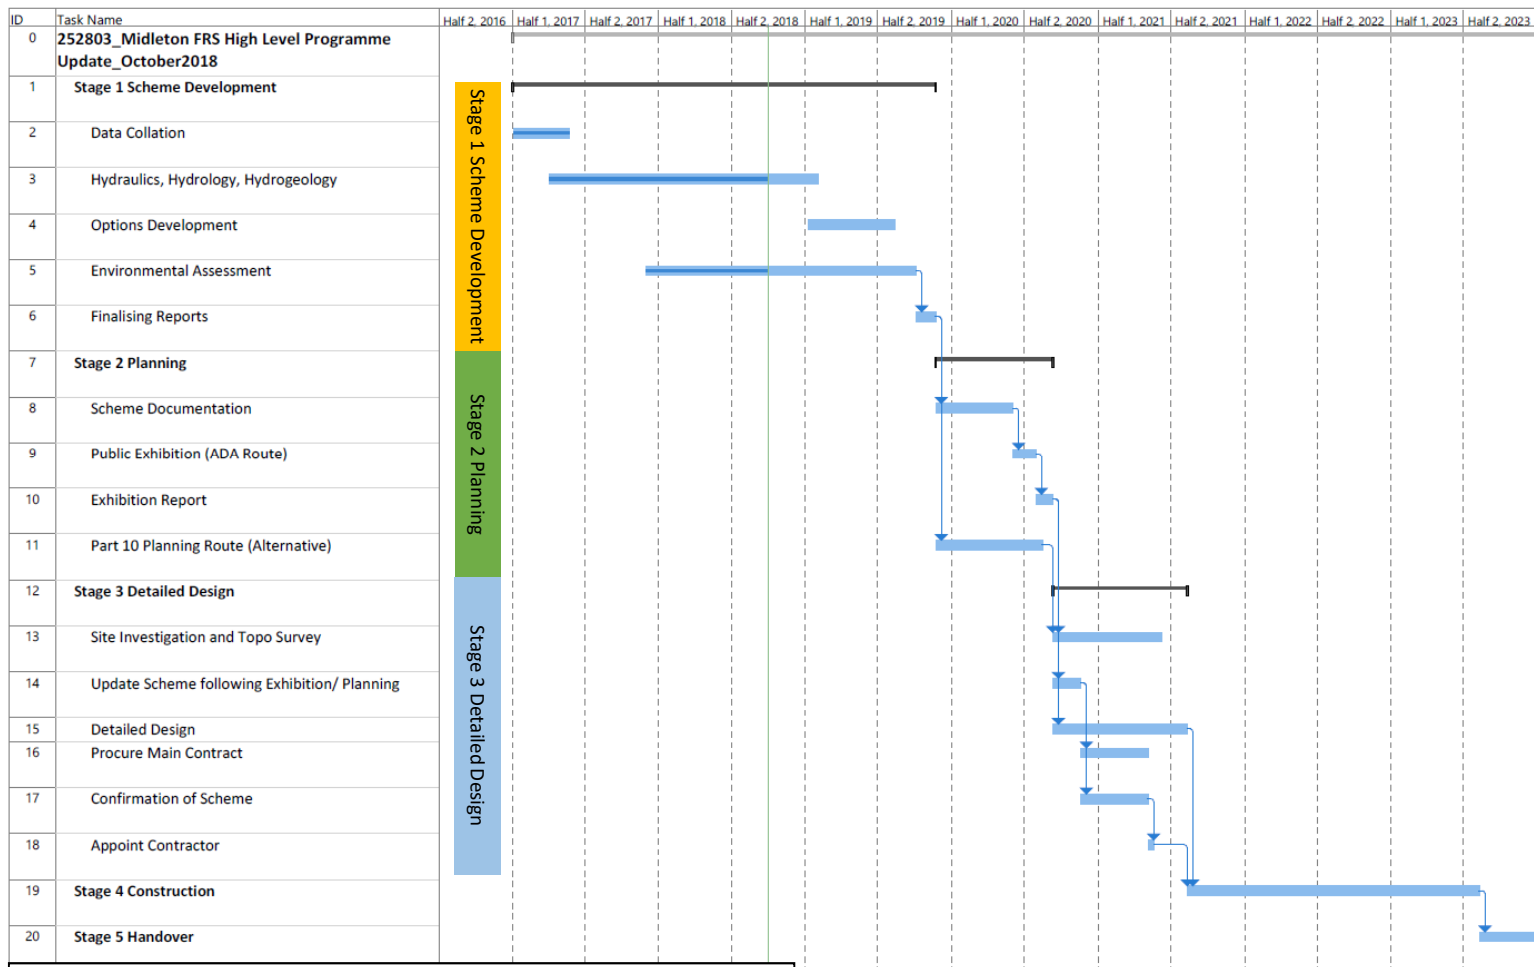 ID Task Name Half 2, 2016 Half 1, 2017 Half 2, 2017 Half 1, 2018 Half 2, 2018 Half 1, 2019 Half 2, 2019 Half 1, 2020 Half 2, 2020 Half 1, 2021 Half 2, 2021 Half 1, 2022 Half 2, 2022 Half 1, 2023 Half 2, 2023
0 252803_Midleton FRS High Level Programme
Update_October2018
1 Stage 1 Scheme Development
2 Data Collation
3 Hydraulics, Hydrology, Hydrogeology
4 Options Development
5 Environmental Assessment
6 Finalising Reports
Stage 1 Scheme Development
7 Stage 2 Planning
8 Scheme Documentation
9 Public Exhibition (ADA Route)
10 Exhibition Report
11 Part 10 Planning Route (Alternative)
Stage 2 Planning
12 Stage 3 Detailed Design
13 Site Investigation and Topo Survey
14 Update Scheme following Exhibition/ Planning
15 Detailed Design
16 Procure Main Contract
17 Confirmation of Scheme
18 Appoint Contractor
Stage 3 Detailed Design
19 Stage 4 Construction
20 Stage 5 Handover